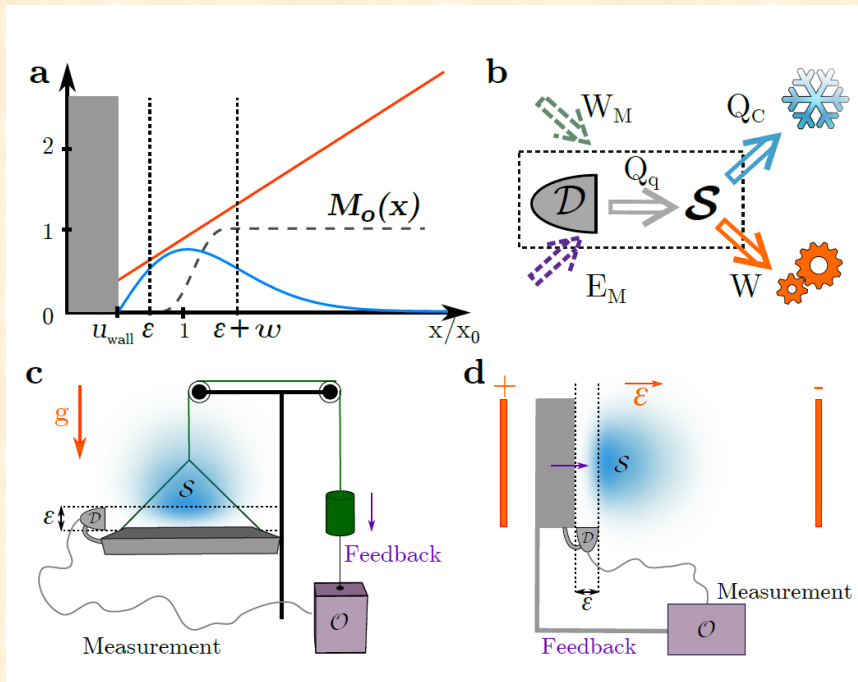 a
2
1
0
M_o(x)
u_wall ε 1 ε + w x/x_0
b
W_M
Q_C
Q_q
D
S
E_M
W
c
g
S
ε
D
Feedback
O
Measurement
d
+
-
ε
S
D
ε
Measurement
O
Feedback